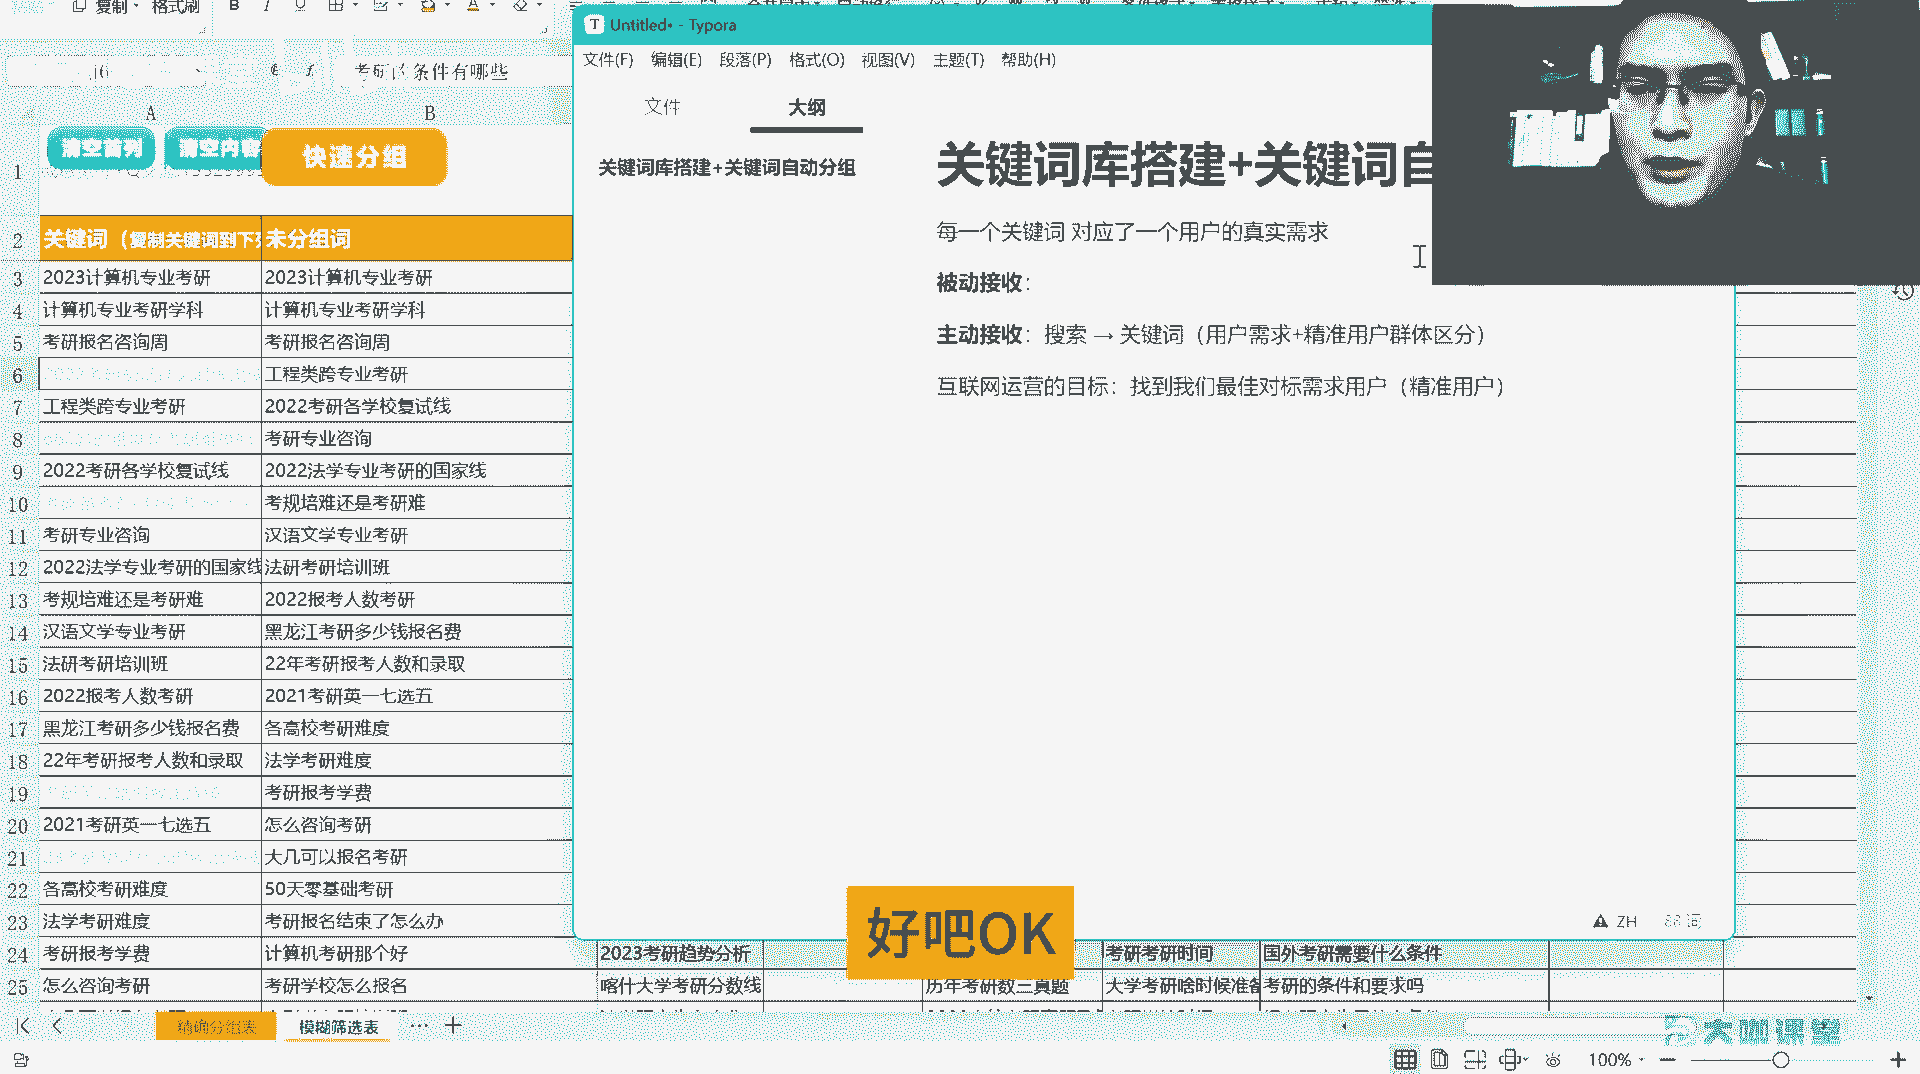 复制
格式刷
B
考研的条件有哪些
A
B
清空首列
清空内容
快速分组
1
2
关键词（复制关键词到下列
未分组词
3
2023计算机专业考研
2023计算机专业考研
4
计算机专业考研学科
计算机专业考研学科
5
考研报名咨询周
考研报名咨询周
6
工程类跨专业考研
7
工程类跨专业考研
2022考研各学校复试线
8
考研专业咨询
9
2022考研各学校复试线
2022法学专业考研的国家线
10
考规培难还是考研难
11
考研专业咨询
汉语文学专业考研
12
2022法学专业考研的国家线
法研考研培训班
13
考规培难还是考研难
2022报考人数考研
14
汉语文学专业考研
黑龙江考研多少钱报名费
15
法研考研培训班
22年考研报考人数和录取
16
2022报考人数考研
2021考研英一七选五
17
黑龙江考研多少钱报名费
各高校考研难度
18
22年考研报考人数和录取
法学考研难度
19
考研报考学费
20
2021考研英一七选五
怎么咨询考研
21
大几可以报名考研
22
各高校考研难度
50天零基础考研
23
法学考研难度
考研报名结束了怎么办
24
考研报考学费
计算机考研那个好
2023考研趋势分析
考研考研时间
国外考研需要什么条件
25
怎么咨询考研
考研学校怎么报名
喀什大学考研分数线
历年考研数三真题
大学考研啥时候准备
考研的条件和要求吗
T Untitled• - Typora
文件(F) 编辑(E) 段落(P) 格式(O) 视图(V) 主题(T) 帮助(H)
文件
大纲
关键词库搭建+关键词自动分组
关键词库搭建+关键词自
每一个关键词 对应了一个用户的真实需求
被动接收：
主动接收：搜索 → 关键词（用户需求+精准用户群体区分）
互联网运营的目标：找到我们最佳对标需求用户（精准用户）
ZH
好吧OK
精确分组表
模糊筛选表
大咖课堂
100%